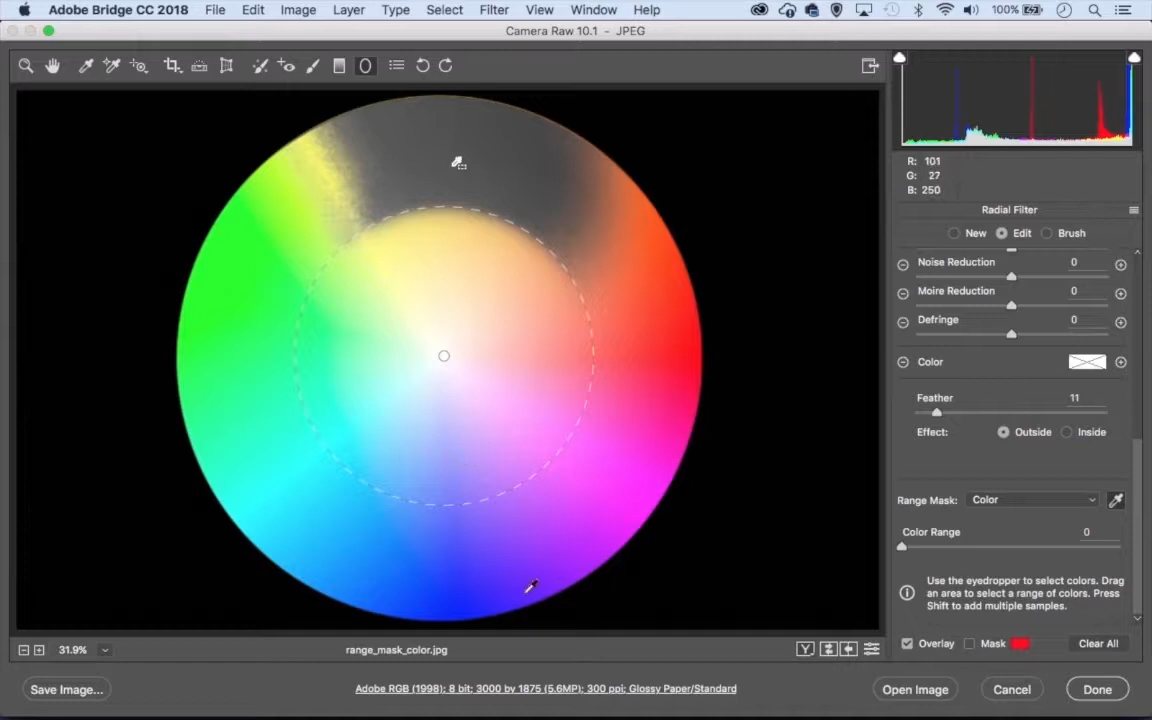 Adobe Bridge CC 2018 File Edit Image Layer Type Select Filter View Window Help 100%
Camera Raw 10.1 - JPEG
R: 101
G: 27
B: 250
Radial Filter
New Edit Brush
Noise Reduction 0
Moire Reduction 0
Defringe 0
Color
Feather 11
Effect: Outside Inside
Range Mask: Color
Color Range 0
Use the eyedropper to select colors. Drag
an area to select a range of colors. Press
Shift to add multiple samples.
Overlay Mask Clear All
31.9% range_mask_color.jpg Y
Save Image... Adobe RGB (1998); 8 bit; 3000 by 1875 (5.6MP); 300 ppi; Glossy Paper/Standard Open Image Cancel Done